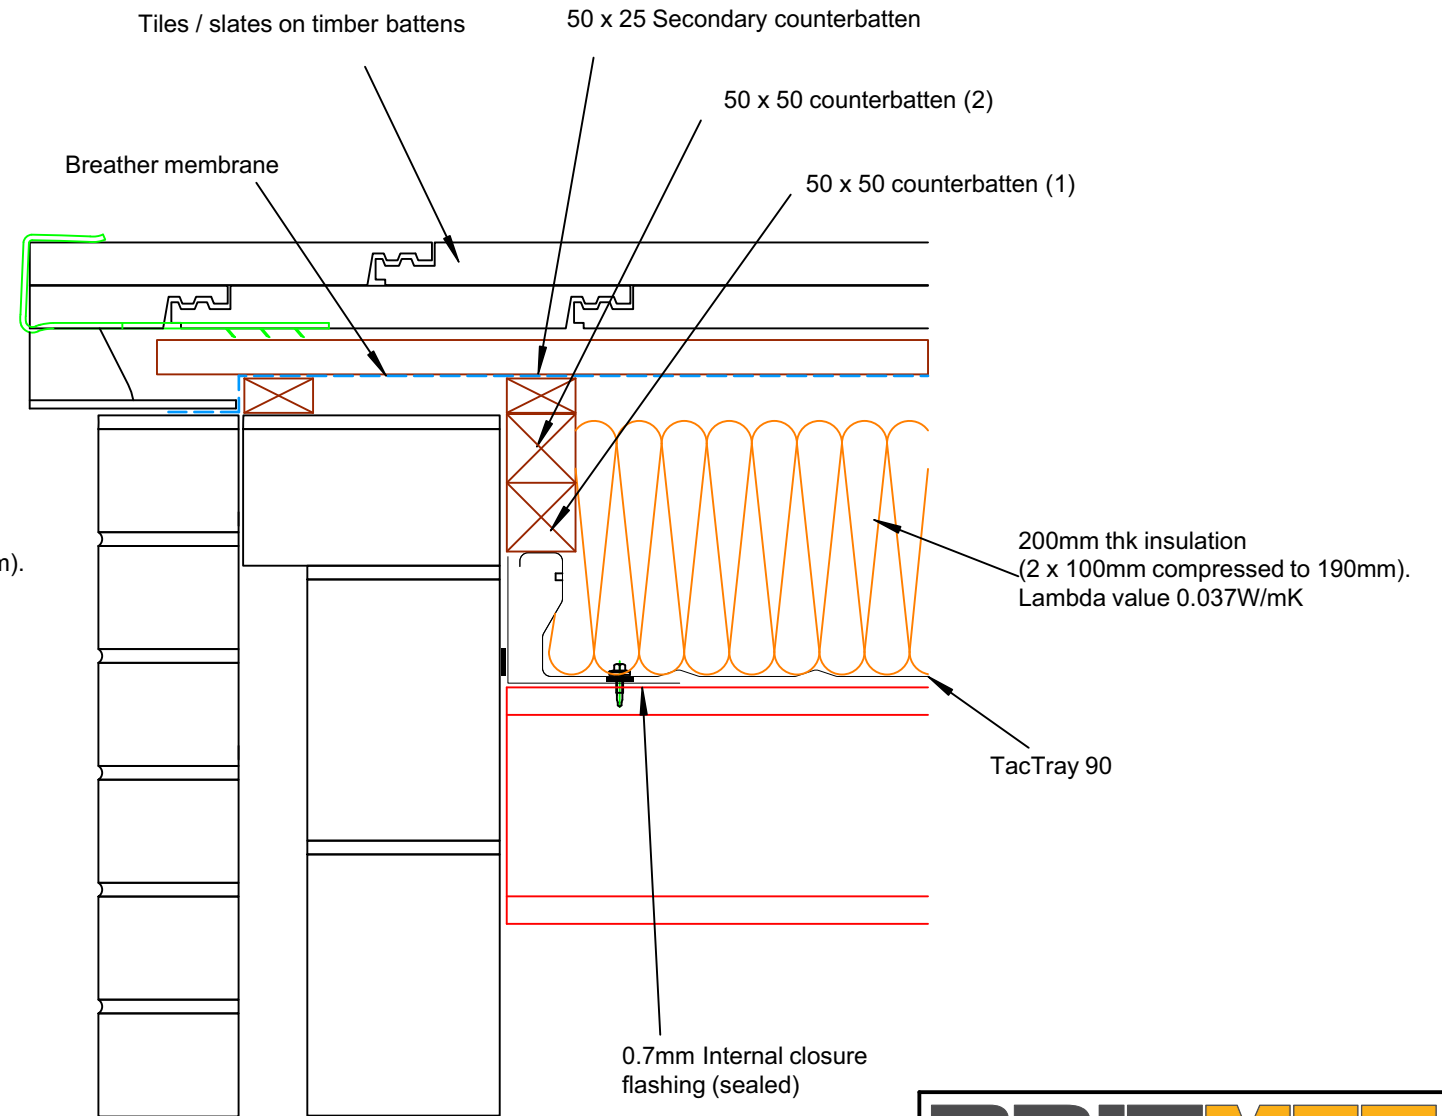 Tiles / slates on timber battens
50 x 25 Secondary counterbatten
50 x 50 counterbatten (2)
Breather membrane
50 x 50 counterbatten (1)
m).
200mm thk insulation
(2 x 100mm compressed to 190mm).
Lambda value 0.037W/mK
TacTray 90
0.7mm Internal closure
flashing (sealed)